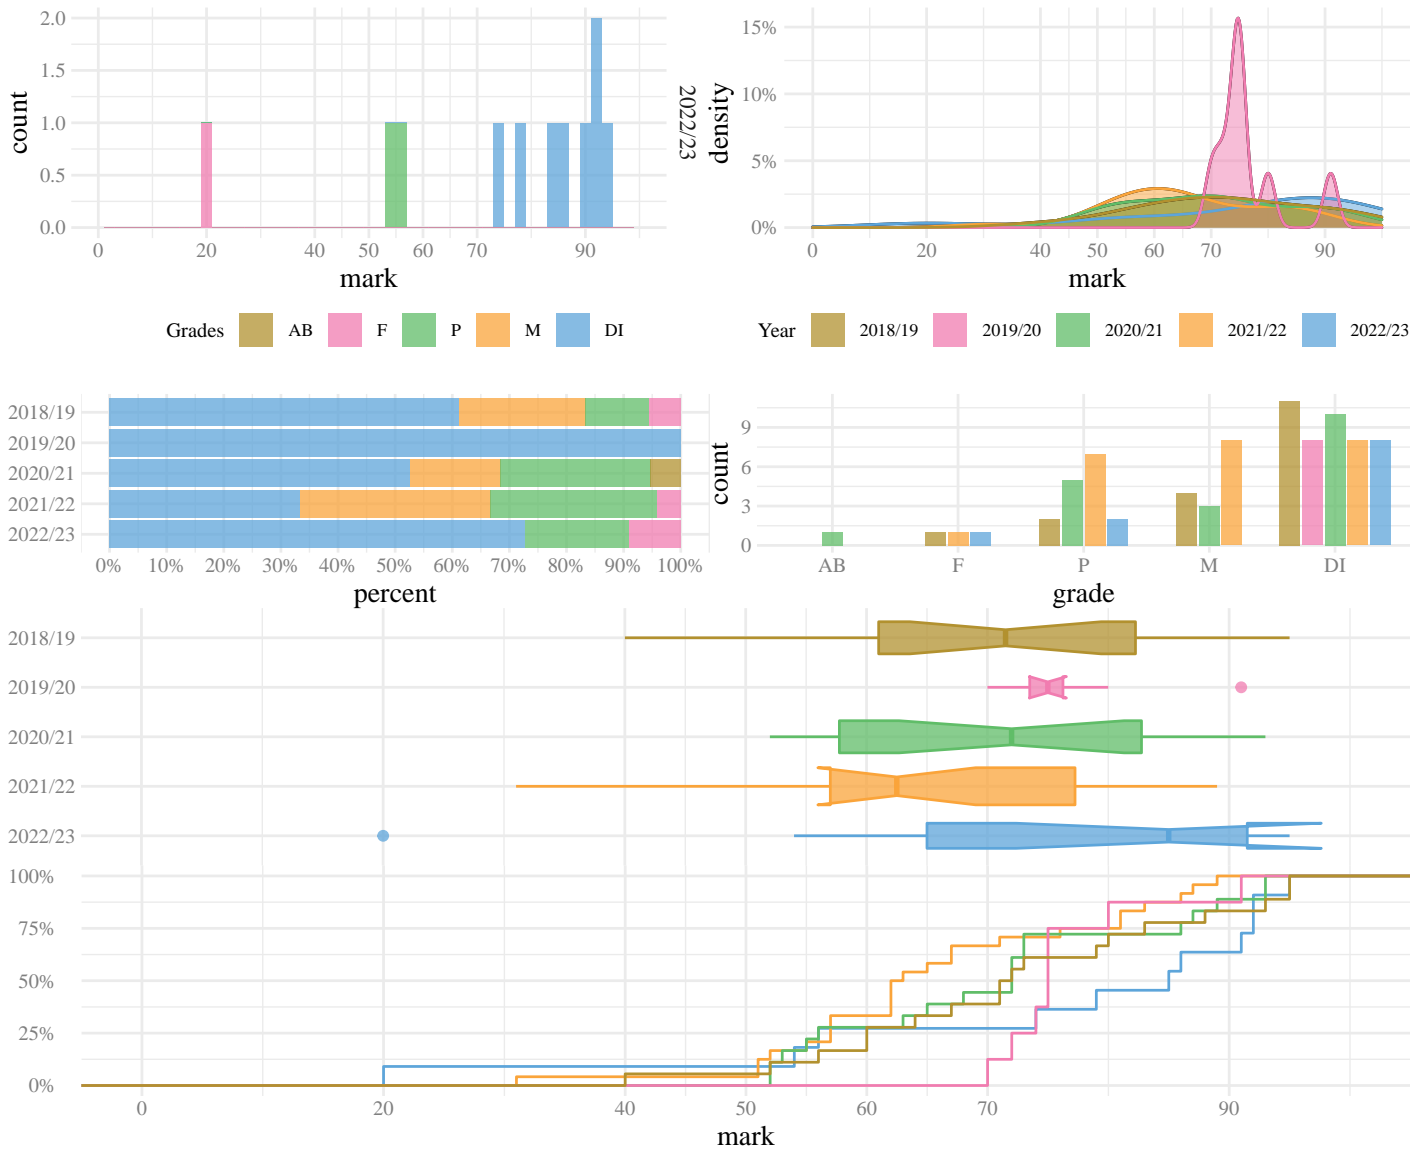 2.0
1.5
1.0
0.5
0.0
count
0 20 40 50 60 70 90
mark
2022/23
15%
10%
5%
0%
density
0 20 40 50 60 70 90
mark
Grades AB F P M DI
Year 2018/19 2019/20 2020/21 2021/22 2022/23
2018/19
2019/20
2020/21
2021/22
2022/23
0% 10% 20% 30% 40% 50% 60% 70% 80% 90% 100%
percent
count
9
6
3
0
AB F P M DI
grade
2018/19
2019/20
2020/21
2021/22
2022/23
100%
75%
50%
25%
0%
0 20 40 50 60 70 90
mark